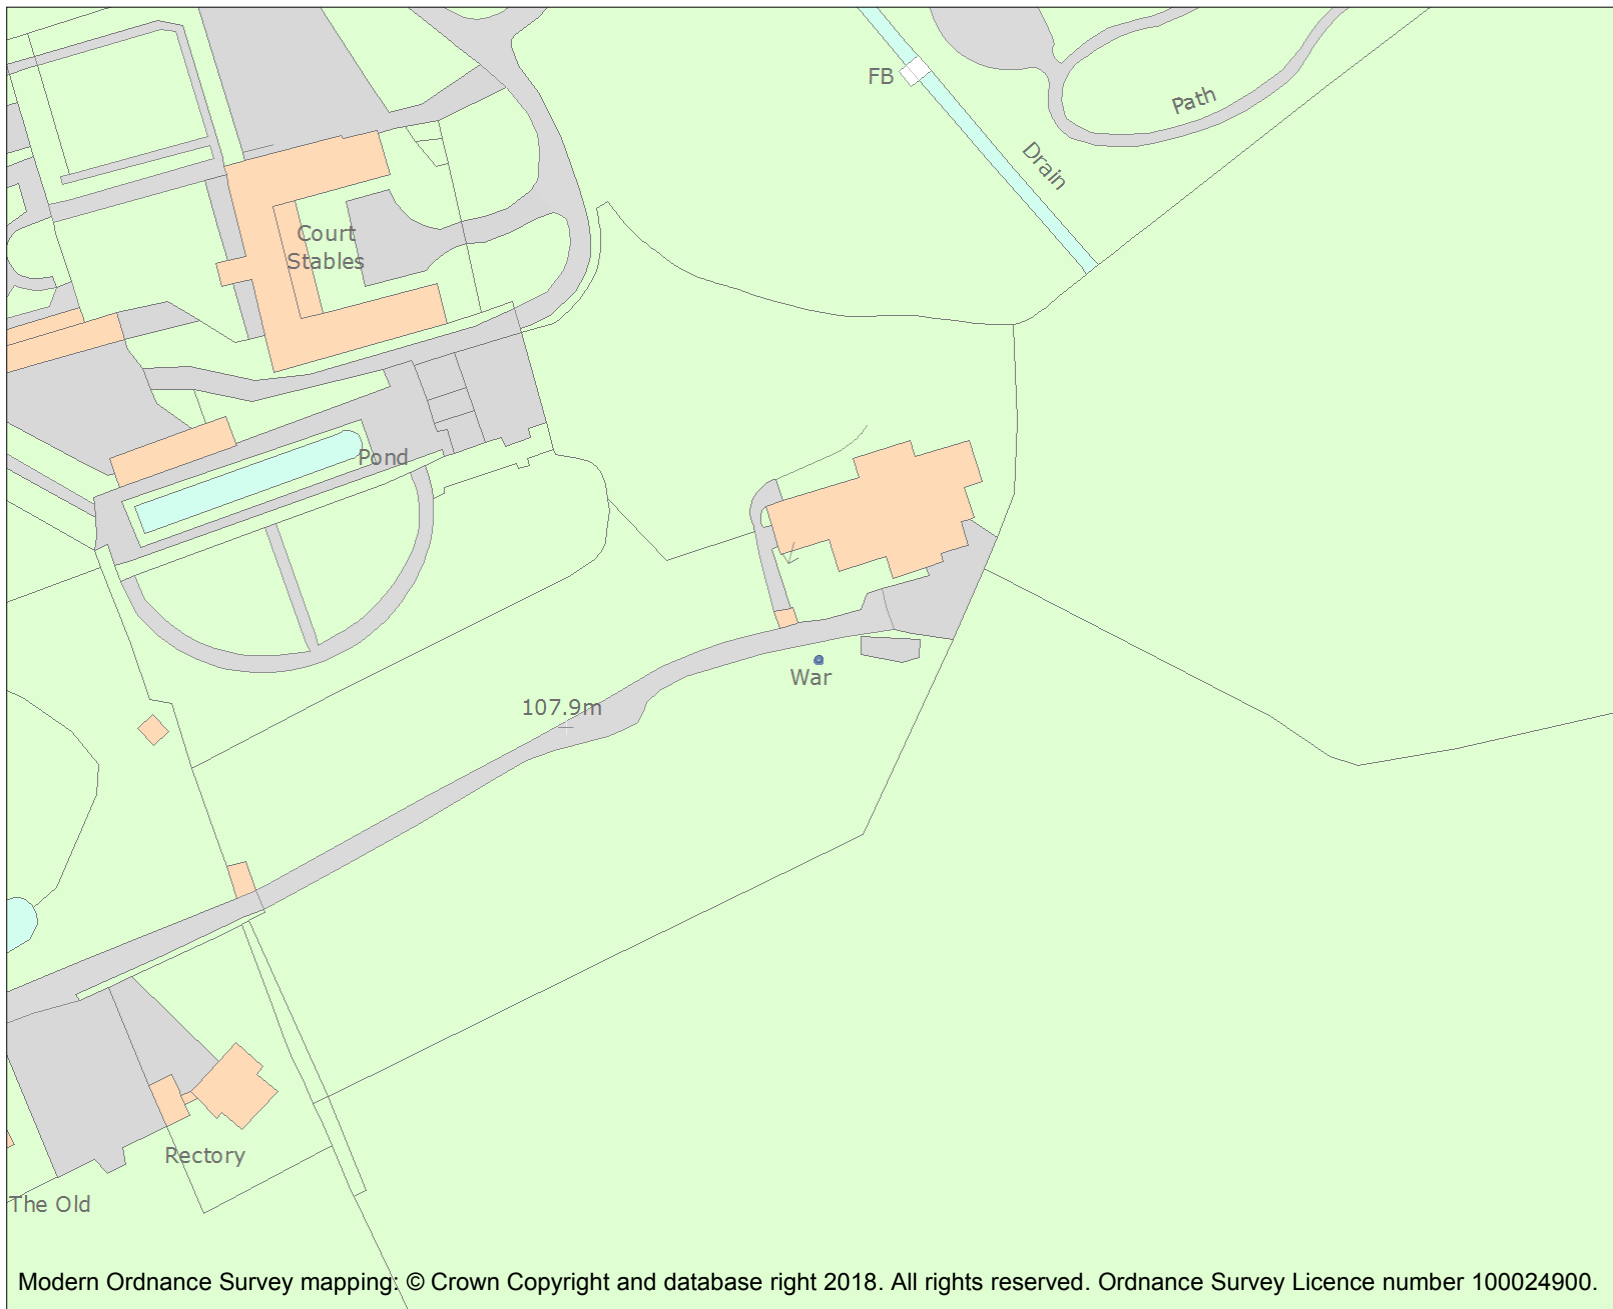 FB
Path
Drain
Court
Stables
Pond
War
107.9m
Rectory
The Old
Modern Ordnance Survey mapping: © Crown Copyright and database right 2018. All rights reserved. Ordnance Survey Licence number 100024900.